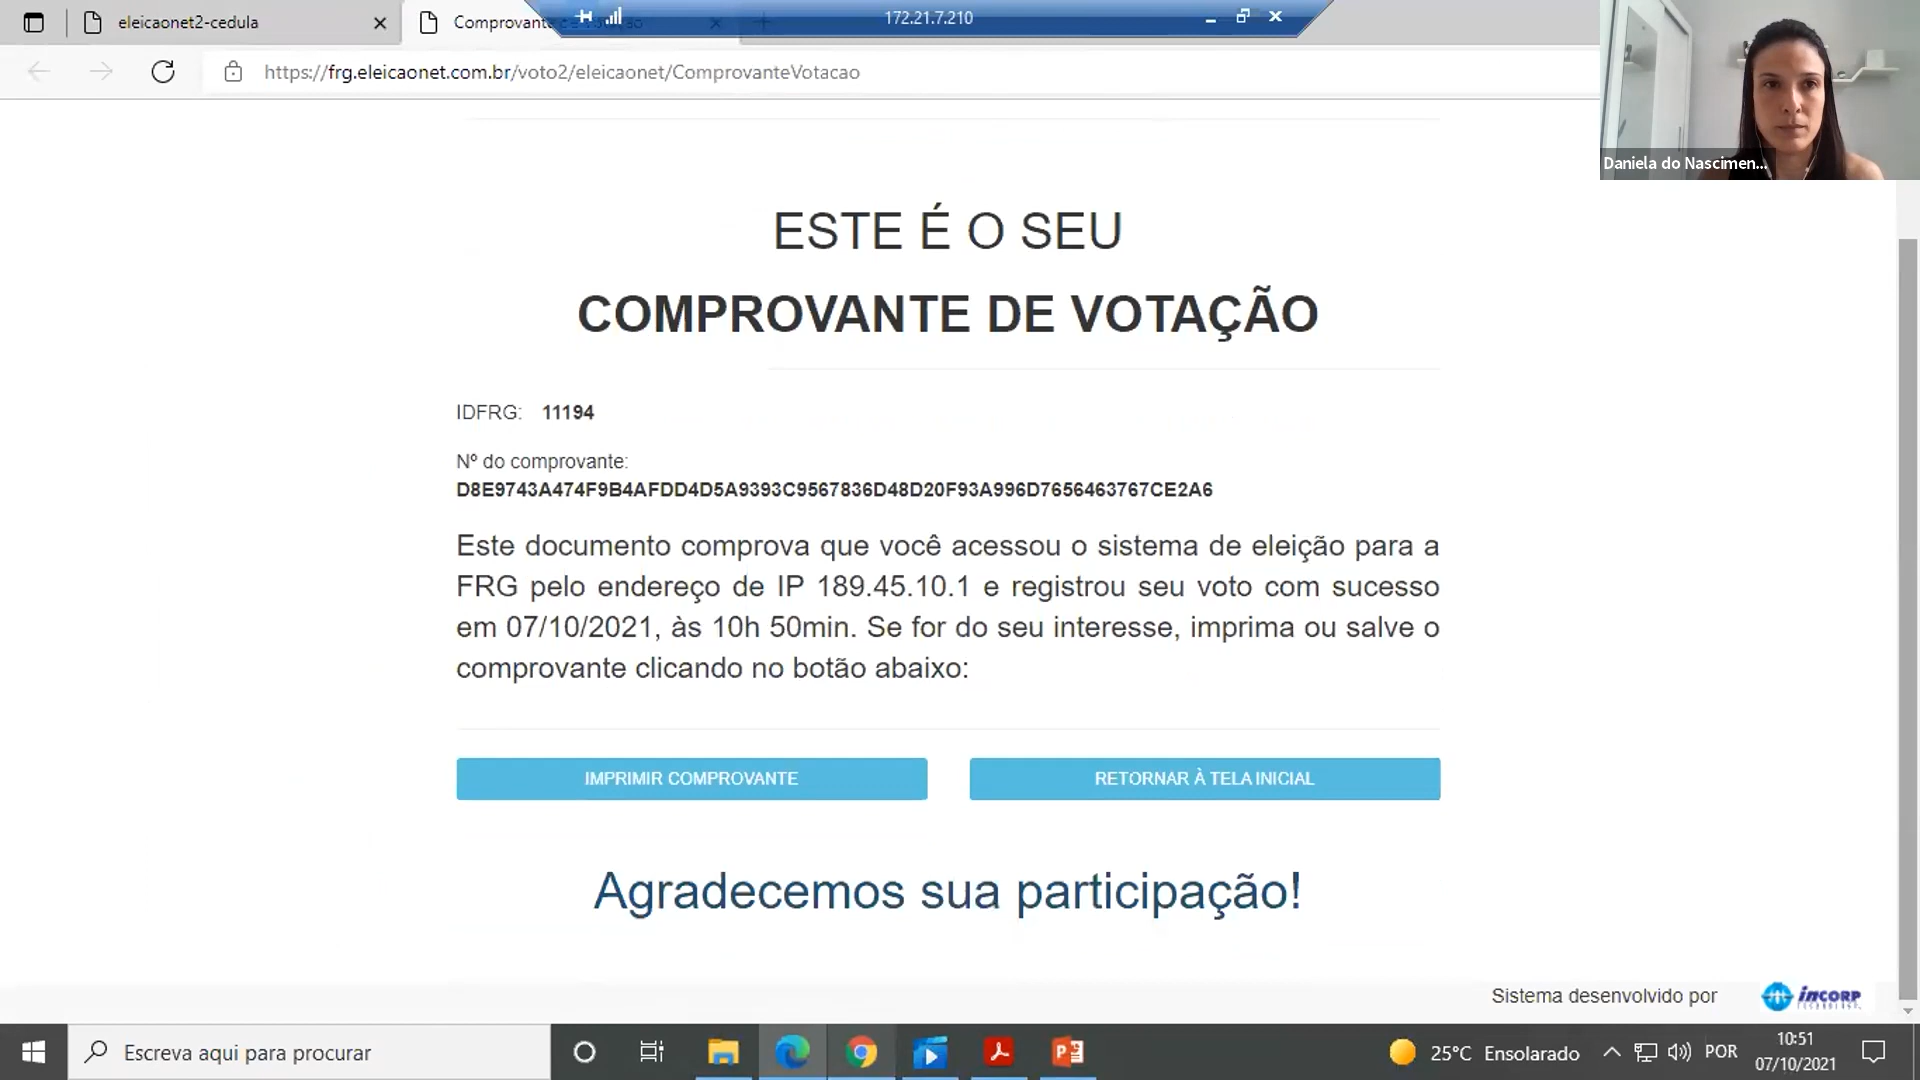 eleicaonet2-cedula
Comprovante
172.21.7.210
https://frg.eleicaonet.com.br/voto2/eleicaonet/ComprovanteVotacao
Daniela do Nascimen...
ESTE É O SEU
COMPROVANTE DE VOTAÇÃO
IDFRG: 11194
Nº do comprovante:
D8E9743A474F9B4AFDD4D5A9393C9567836D48D20F93A996D7656463767CE2A6
Este documento comprova que você acessou o sistema de eleição para a
FRG pelo endereço de IP 189.45.10.1 e registrou seu voto com sucesso
em 07/10/2021, às 10h 50min. Se for do seu interesse, imprima ou salve o
comprovante clicando no botão abaixo:
IMPRIMIR COMPROVANTE
RETORNAR À TELA INICIAL
Agradecemos sua participação!
Sistema desenvolvido por
incorp
Escreva aqui para procurar
25°C Ensolarado
POR
10:51
07/10/2021